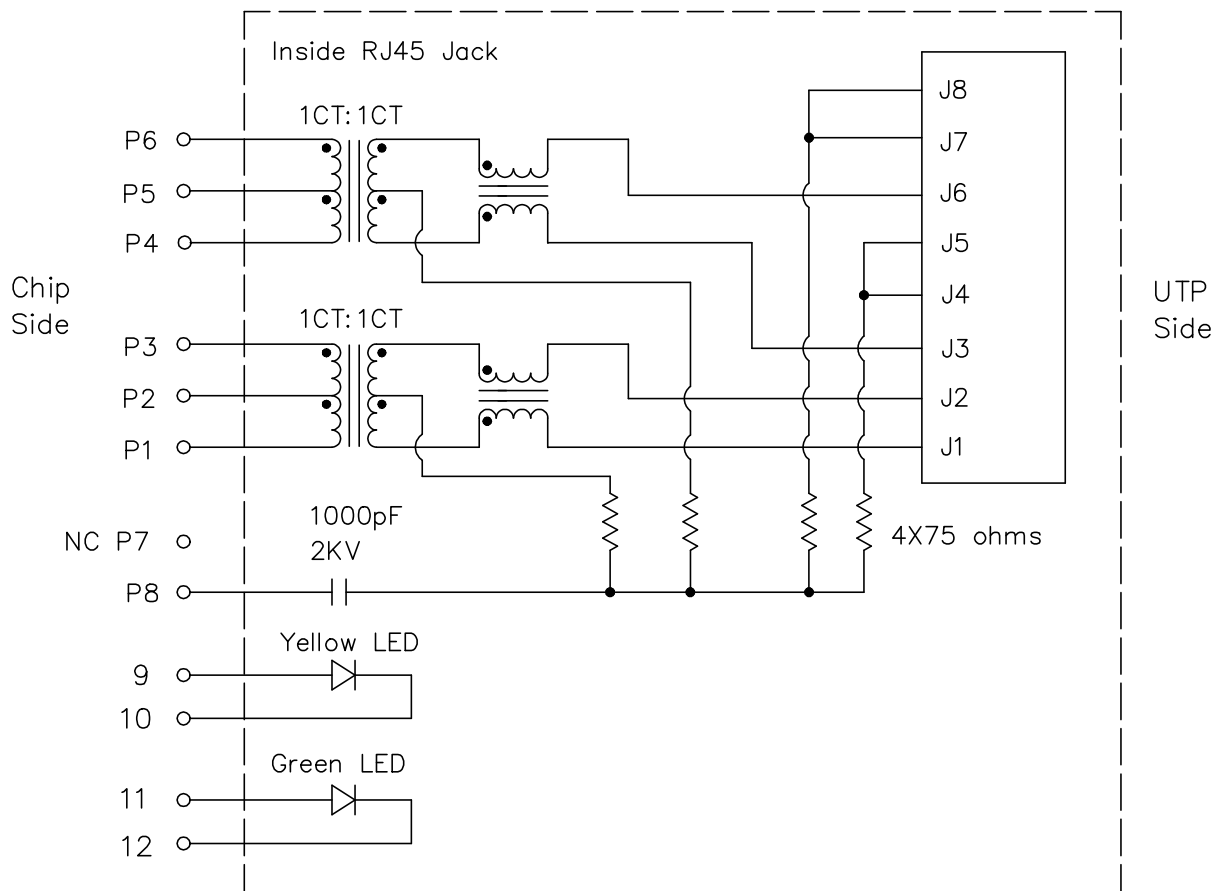 Inside RJ45 Jack
J8
1CT:1CT
P6
J7
P5
J6
P4
J5
Chip
Side
J4
UTP
Side
1CT:1CT
P3
J3
P2
J2
P1
J1
1000pF
2KV
NC P7
4X75 ohms
P8
Yellow LED
9
10
Green LED
11
12